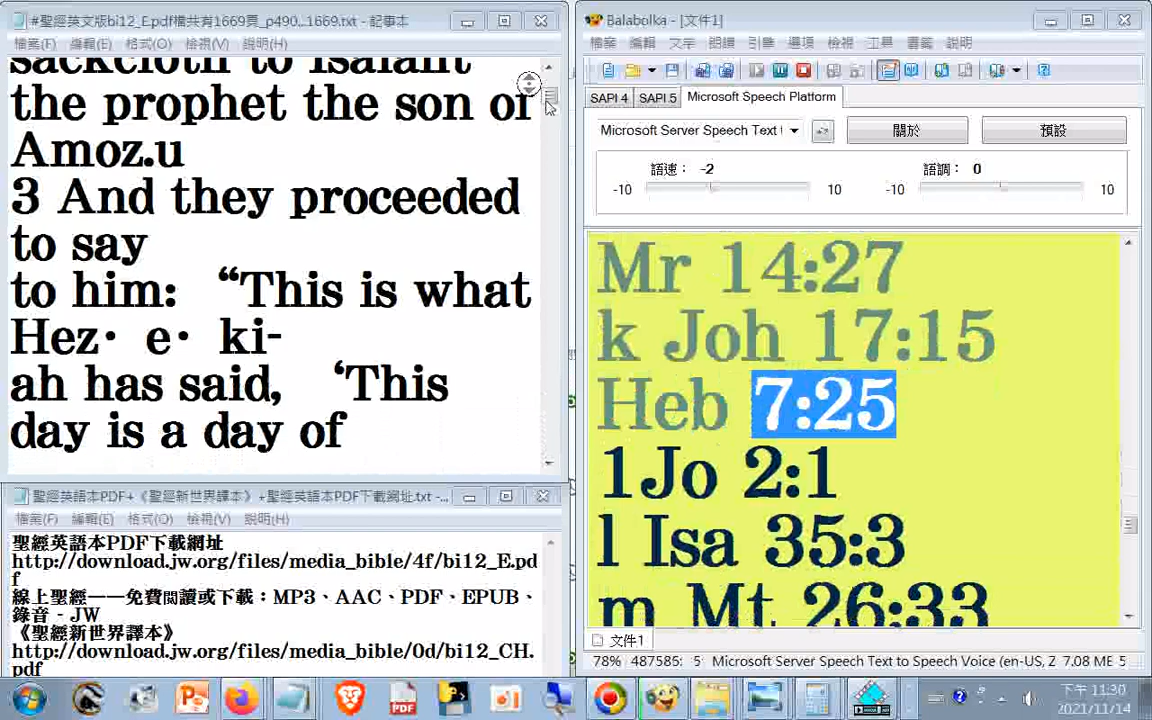 #聖經英文版bi12_E.pdf檔共有1669頁_p490,..1669.txt - 記事本
檔案(F) 編輯(E) 格式(O) 檢視(V) 說明(H)
sackcloth to Isaiah
the prophet the son of
Amoz.u
3 And they proceeded
to say
to him: “This is what
Hez· e· ki-
ah has said, ‘This
day is a day of
聖經英語本PDF+《聖經新世界譯本》+聖經英語本PDF下載網址.txt -...
檔案(F) 編輯(E) 格式(O) 檢視(V) 說明(H)
聖經英語本PDF下載網址
http://download.jw.org/files/media_bible/4f/bi12_E.pd
f
線上聖經——免費閱讀或下載：MP3、AAC、PDF、EPUB、
錄音 - JW
《聖經新世界譯本》
http://download.jw.org/files/media_bible/0d/bi12_CH.
pdf
Balabolka - [文件1]
檔案 編輯 文字 朗讀 引擎 選項 檢視 工具 書籤 說明
SAPI 4 SAPI 5 Microsoft Speech Platform
Microsoft Server Speech Text 關於 預設
語速： -2 語調： 0
-10 10 -10 10
Mr 14:27
k Joh 17:15
Heb 7:25
1Jo 2:1
l Isa 35:3
m Mt 26:33
文件1
78% 487585: 5 Microsoft Server Speech Text to Speech Voice (en-US, Z 7.08 ME 5
下午 11:30
2021/11/14